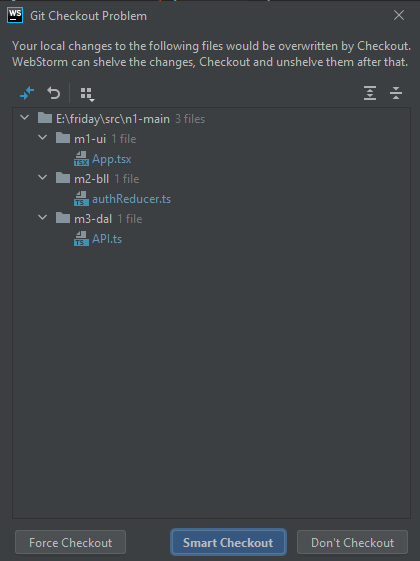 WS
Git Checkout Problem
Your local changes to the following files would be overwritten by Checkout.
WebStorm can shelve the changes, Checkout and unshelve them after that.
E:\friday\src\n1-main 3 files
m1-ui 1 file
TSX App.tsx
m2-bll 1 file
TS authReducer.ts
m3-dal 1 file
TS API.ts
Force Checkout Smart Checkout Don't Checkout